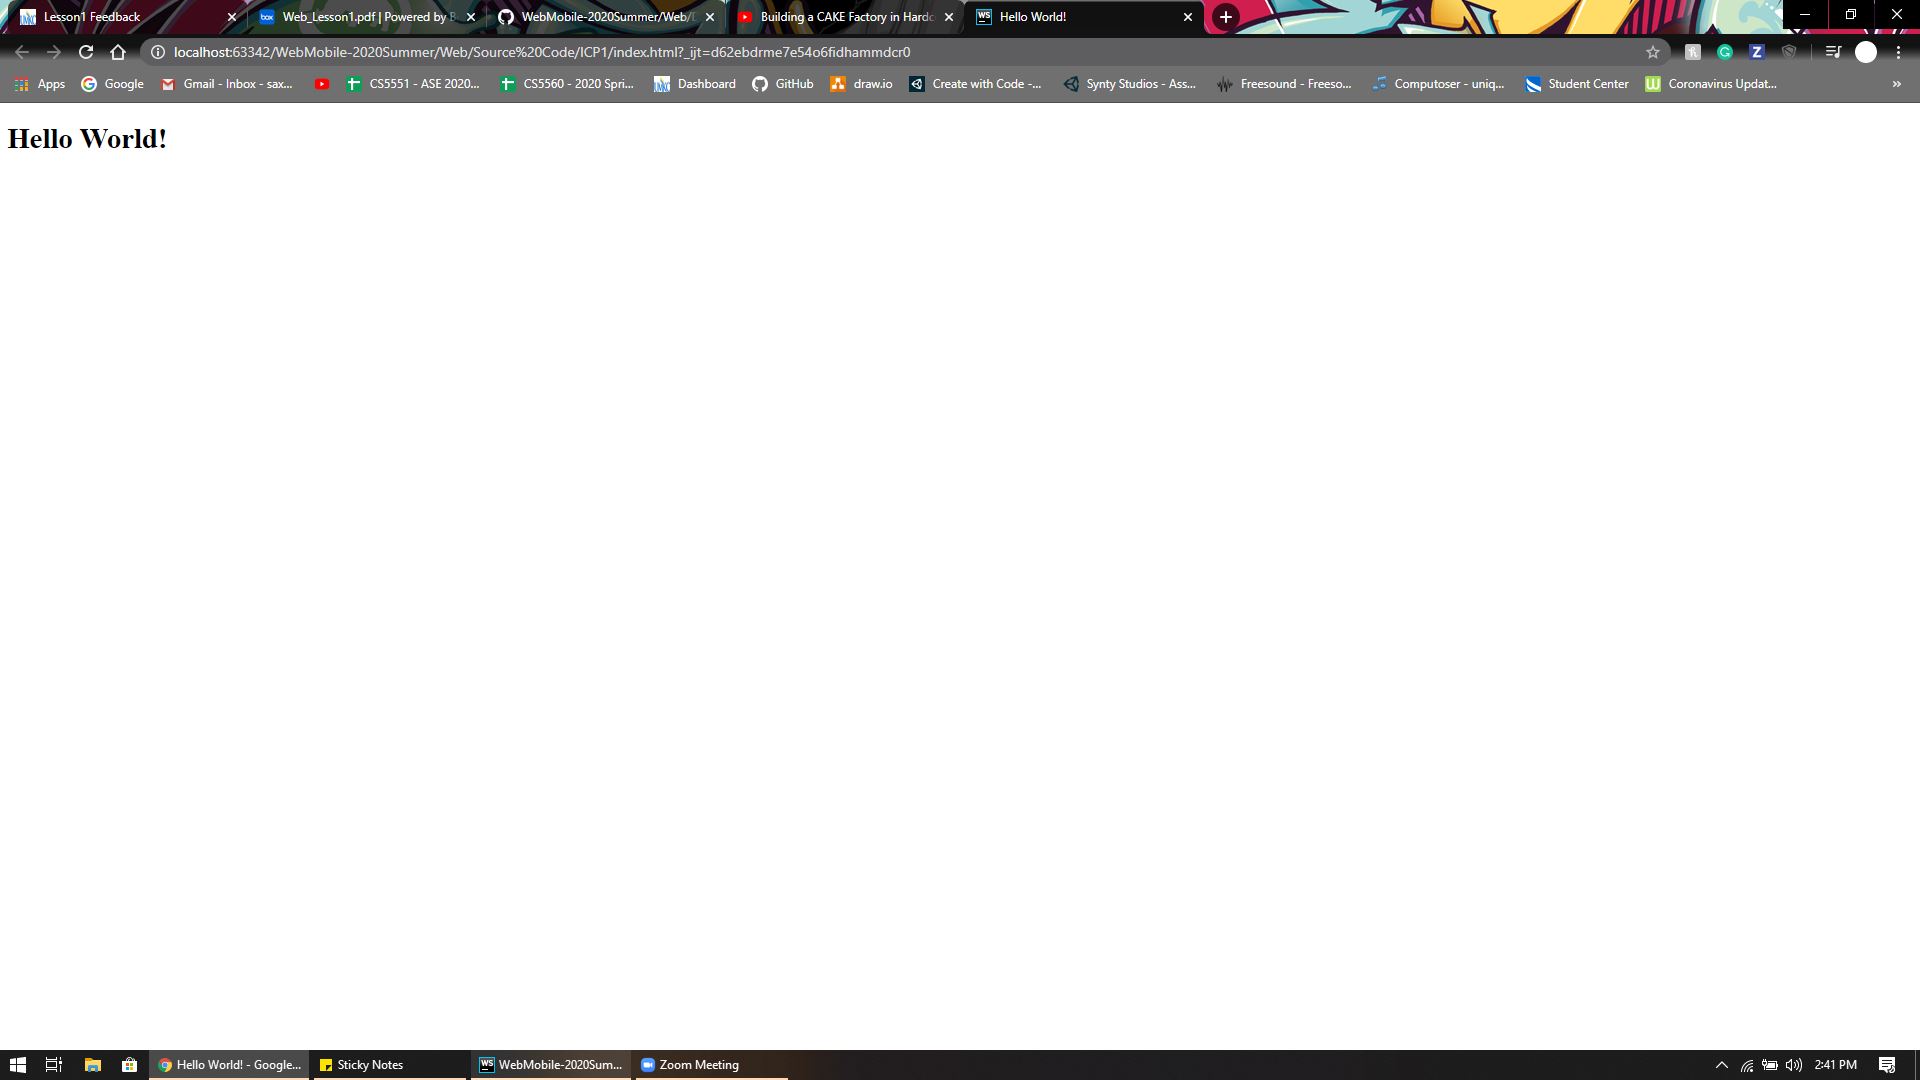 Lesson1 Feedback
box Web_Lesson1.pdf | Powered by B
WebMobile-2020Summer/Web/
Building a CAKE Factory in Hardc
WS Hello World!
localhost:63342/WebMobile-2020Summer/Web/Source%20Code/ICP1/index.html?_ijt=d62ebdrme7e54o6fidhammdcr0
Apps Google Gmail - Inbox - sax... CS5551 - ASE 2020... CS5560 - 2020 Spri... Dashboard GitHub draw.io Create with Code -... Synty Studios - Ass... Freesound - Freeso... Computoser - uniq... Student Center Coronavirus Updat... »
Hello World!
Hello World! - Google... Sticky Notes WS WebMobile-2020Sum... Zoom Meeting 2:41 PM